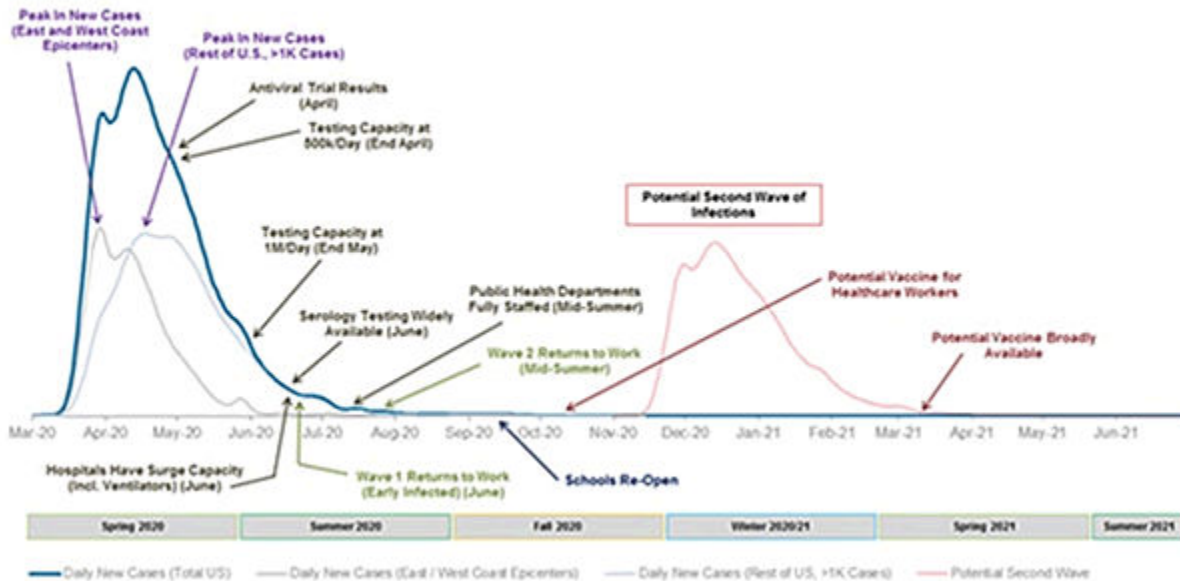 Peak In New Cases
(East and West Coast
Epicenters)
Peak In New Cases
(Rest of U.S., >1K Cases)
Antiviral Trial Results
(April)
Testing Capacity at
500k/Day (End April)
Potential Second Wave of
Infections
Testing Capacity at
1M/Day (End May)
Public Health Departments
Fully Staffed (Mid-Summer)
Potential Vaccine for
Healthcare Workers
Serology Testing Widely
Available (June)
Wave 2 Returns to Work
(Mid-Summer)
Potential Vaccine Broadly
Available
Mar-20 Apr-20 May-20 Jun-20 Jul-20 Aug-20 Sep-20 Oct-20 Nov-20 Dec-20 Jan-21 Feb-21 Mar-21 Apr-21 May-21 Jun-21
Hospitals Have Surge Capacity
(Incl. Ventilators) (June)
Wave 1 Returns to Work
(Early Infected) (June)
Schools Re-Open
Spring 2020 Summer 2020 Fall 2020 Winter 2020/21 Spring 2021 Summer 2021
Daily New Cases (Total US) Daily New Cases (East / West Coast Epicenters) Daily New Cases (Rest of US, >1K Cases) Potential Second Wave